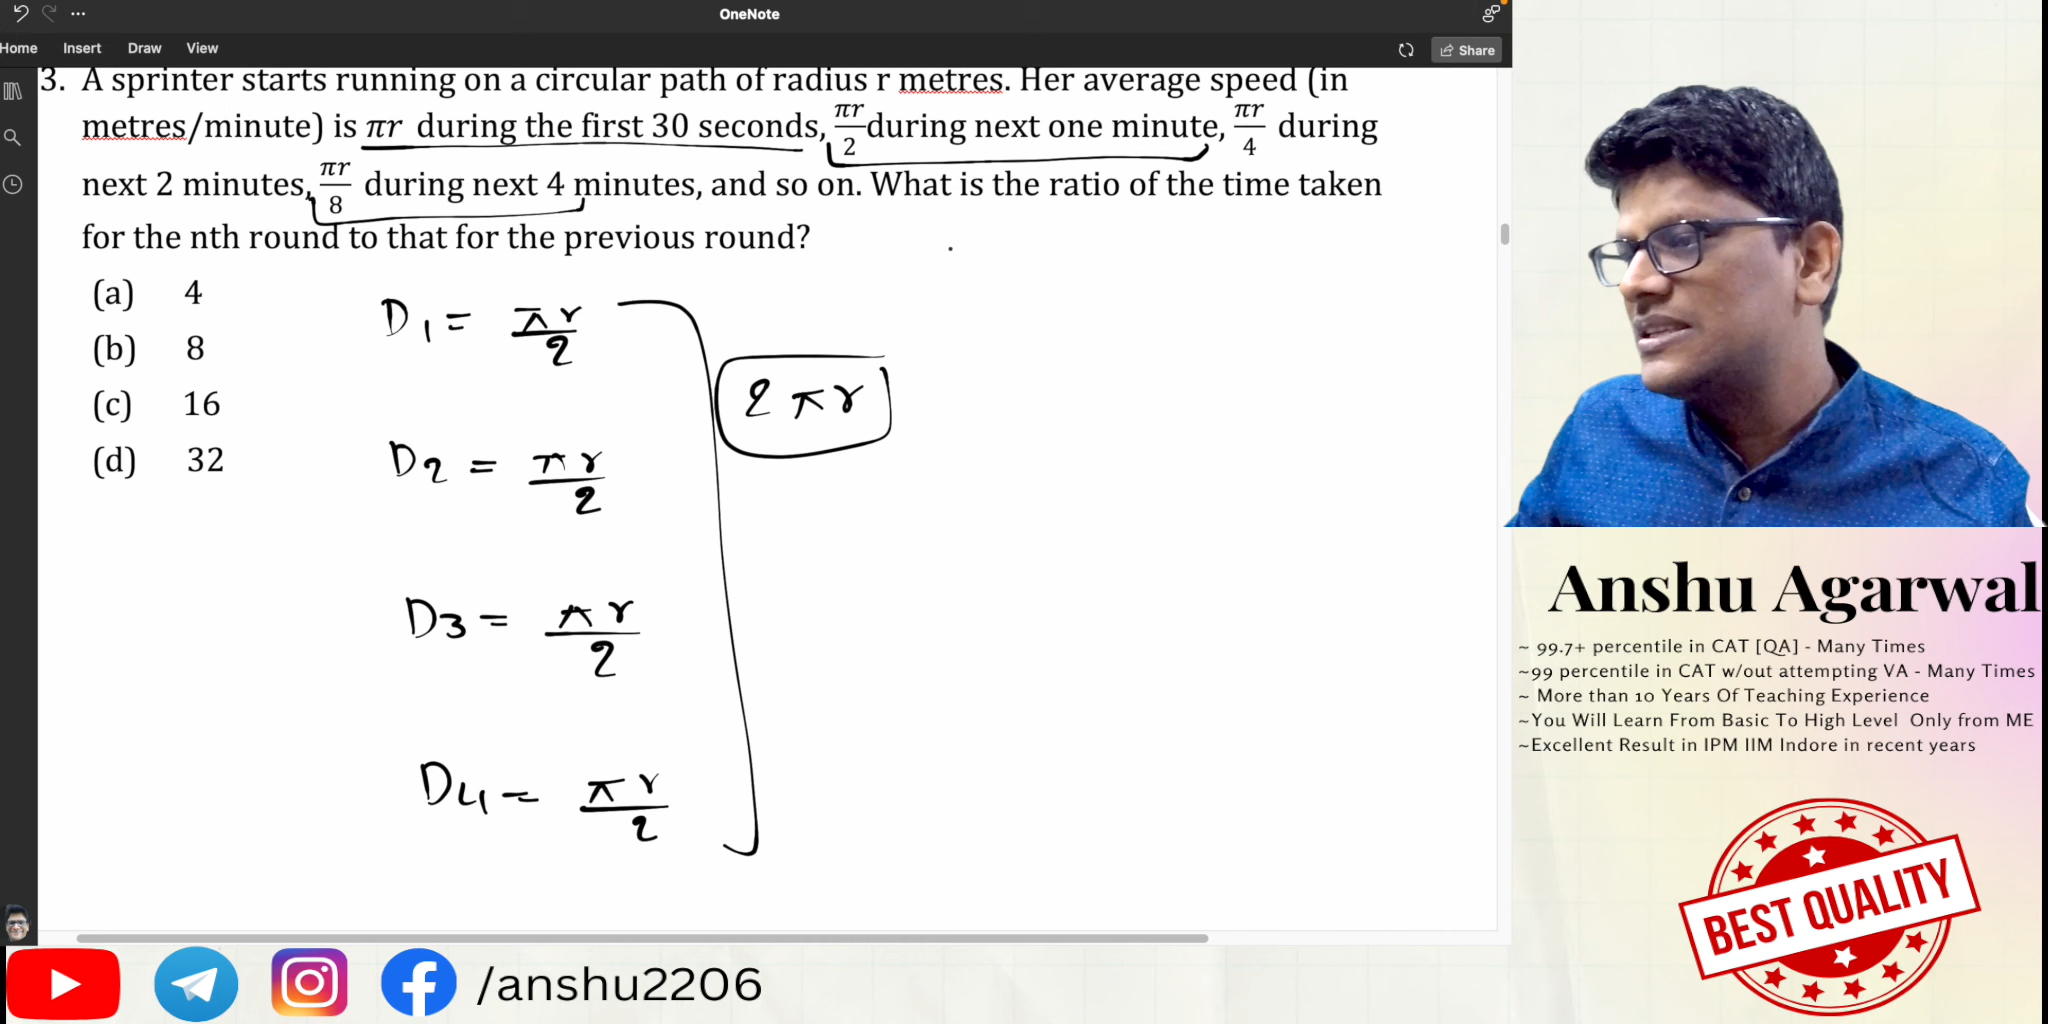 OneNote
Home Insert Draw View
Share
3. A sprinter starts running on a circular path of radius r metres. Her average speed (in
metres/minute) is πr during the first 30 seconds, πr/2 during next one minute, πr/4 during
next 2 minutes, πr/8 during next 4 minutes, and so on. What is the ratio of the time taken
for the nth round to that for the previous round?
(a) 4
(b) 8
(c) 16
(d) 32
D1 = πr/2
2πr
D2 = πr/2
D3 = πr/2
D4 = πr/2
Anshu Agarwal
~ 99.7+ percentile in CAT [QA] - Many Times
~99 percentile in CAT w/out attempting VA - Many Times
~ More than 10 Years Of Teaching Experience
~You Will Learn From Basic To High Level Only from ME
~Excellent Result in IPM IIM Indore in recent years
BEST QUALITY
/anshu2206